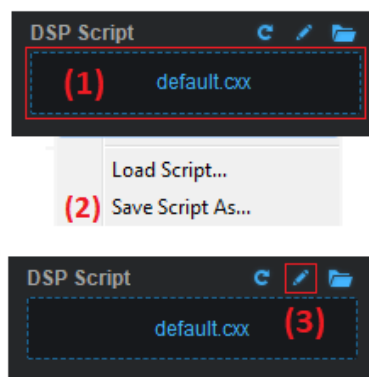 DSP Script
(1) default.cxx
Load Script...
(2) Save Script As...
DSP Script
default.cxx (3)